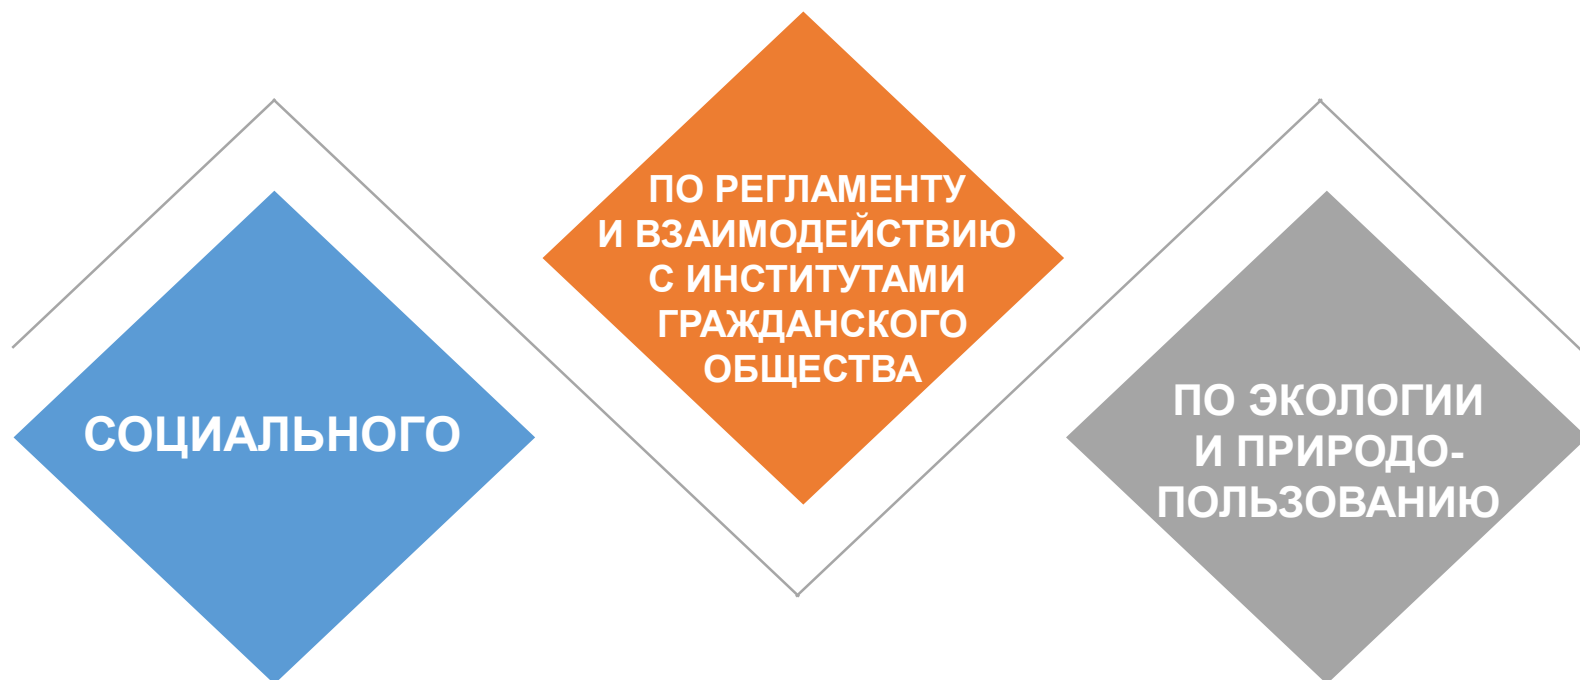 СОЦИАЛЬНОГО
ПО РЕГЛАМЕНТУ
И ВЗАИМОДЕЙСТВИЮ
С ИНСТИТУТАМИ
ГРАЖДАНСКОГО
ОБЩЕСТВА
ПО ЭКОЛОГИИ
И ПРИРОДО-
ПОЛЬЗОВАНИЮ